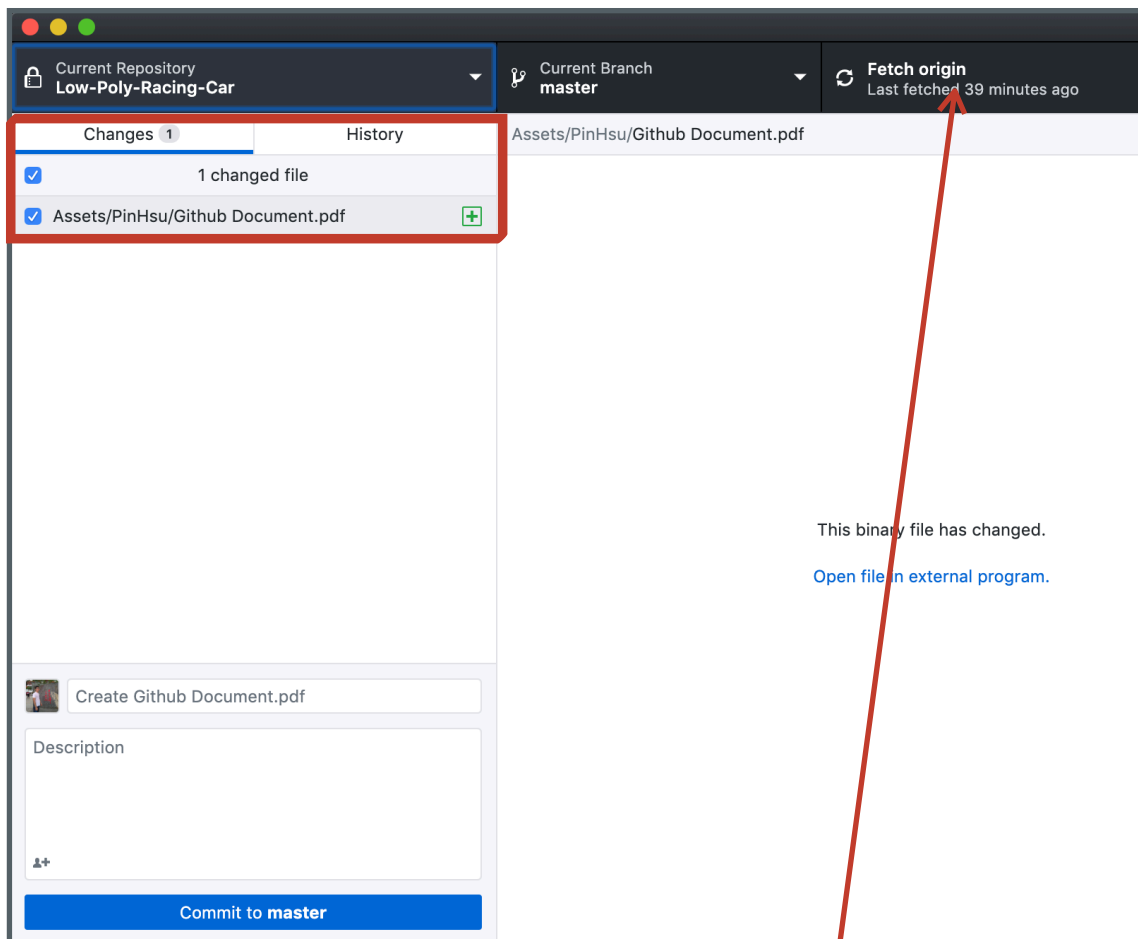 Current Repository
Low-Poly-Racing-Car
Current Branch
master
Fetch origin
Last fetched 39 minutes ago
Changes 1
History
Assets/PinHsu/Github Document.pdf
1 changed file
Assets/PinHsu/Github Document.pdf
This binary file has changed.
Open file in external program.
Create Github Document.pdf
Description
Commit to master